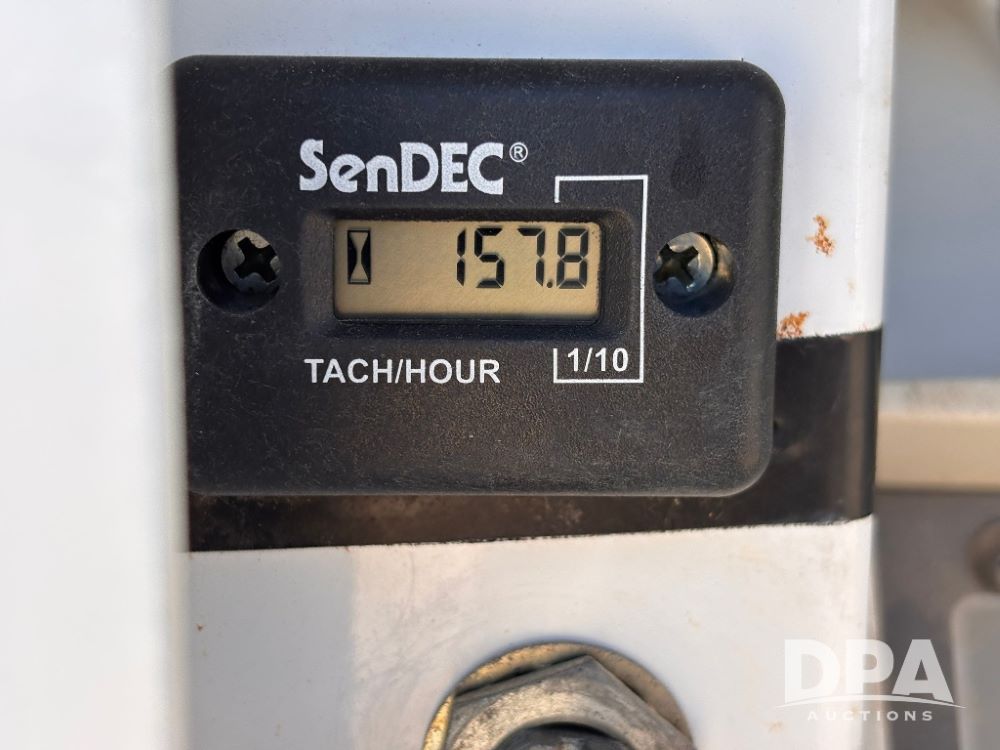 SenDEC®
157.8
TACH/HOUR
1/10
DPA
AUCTIONS